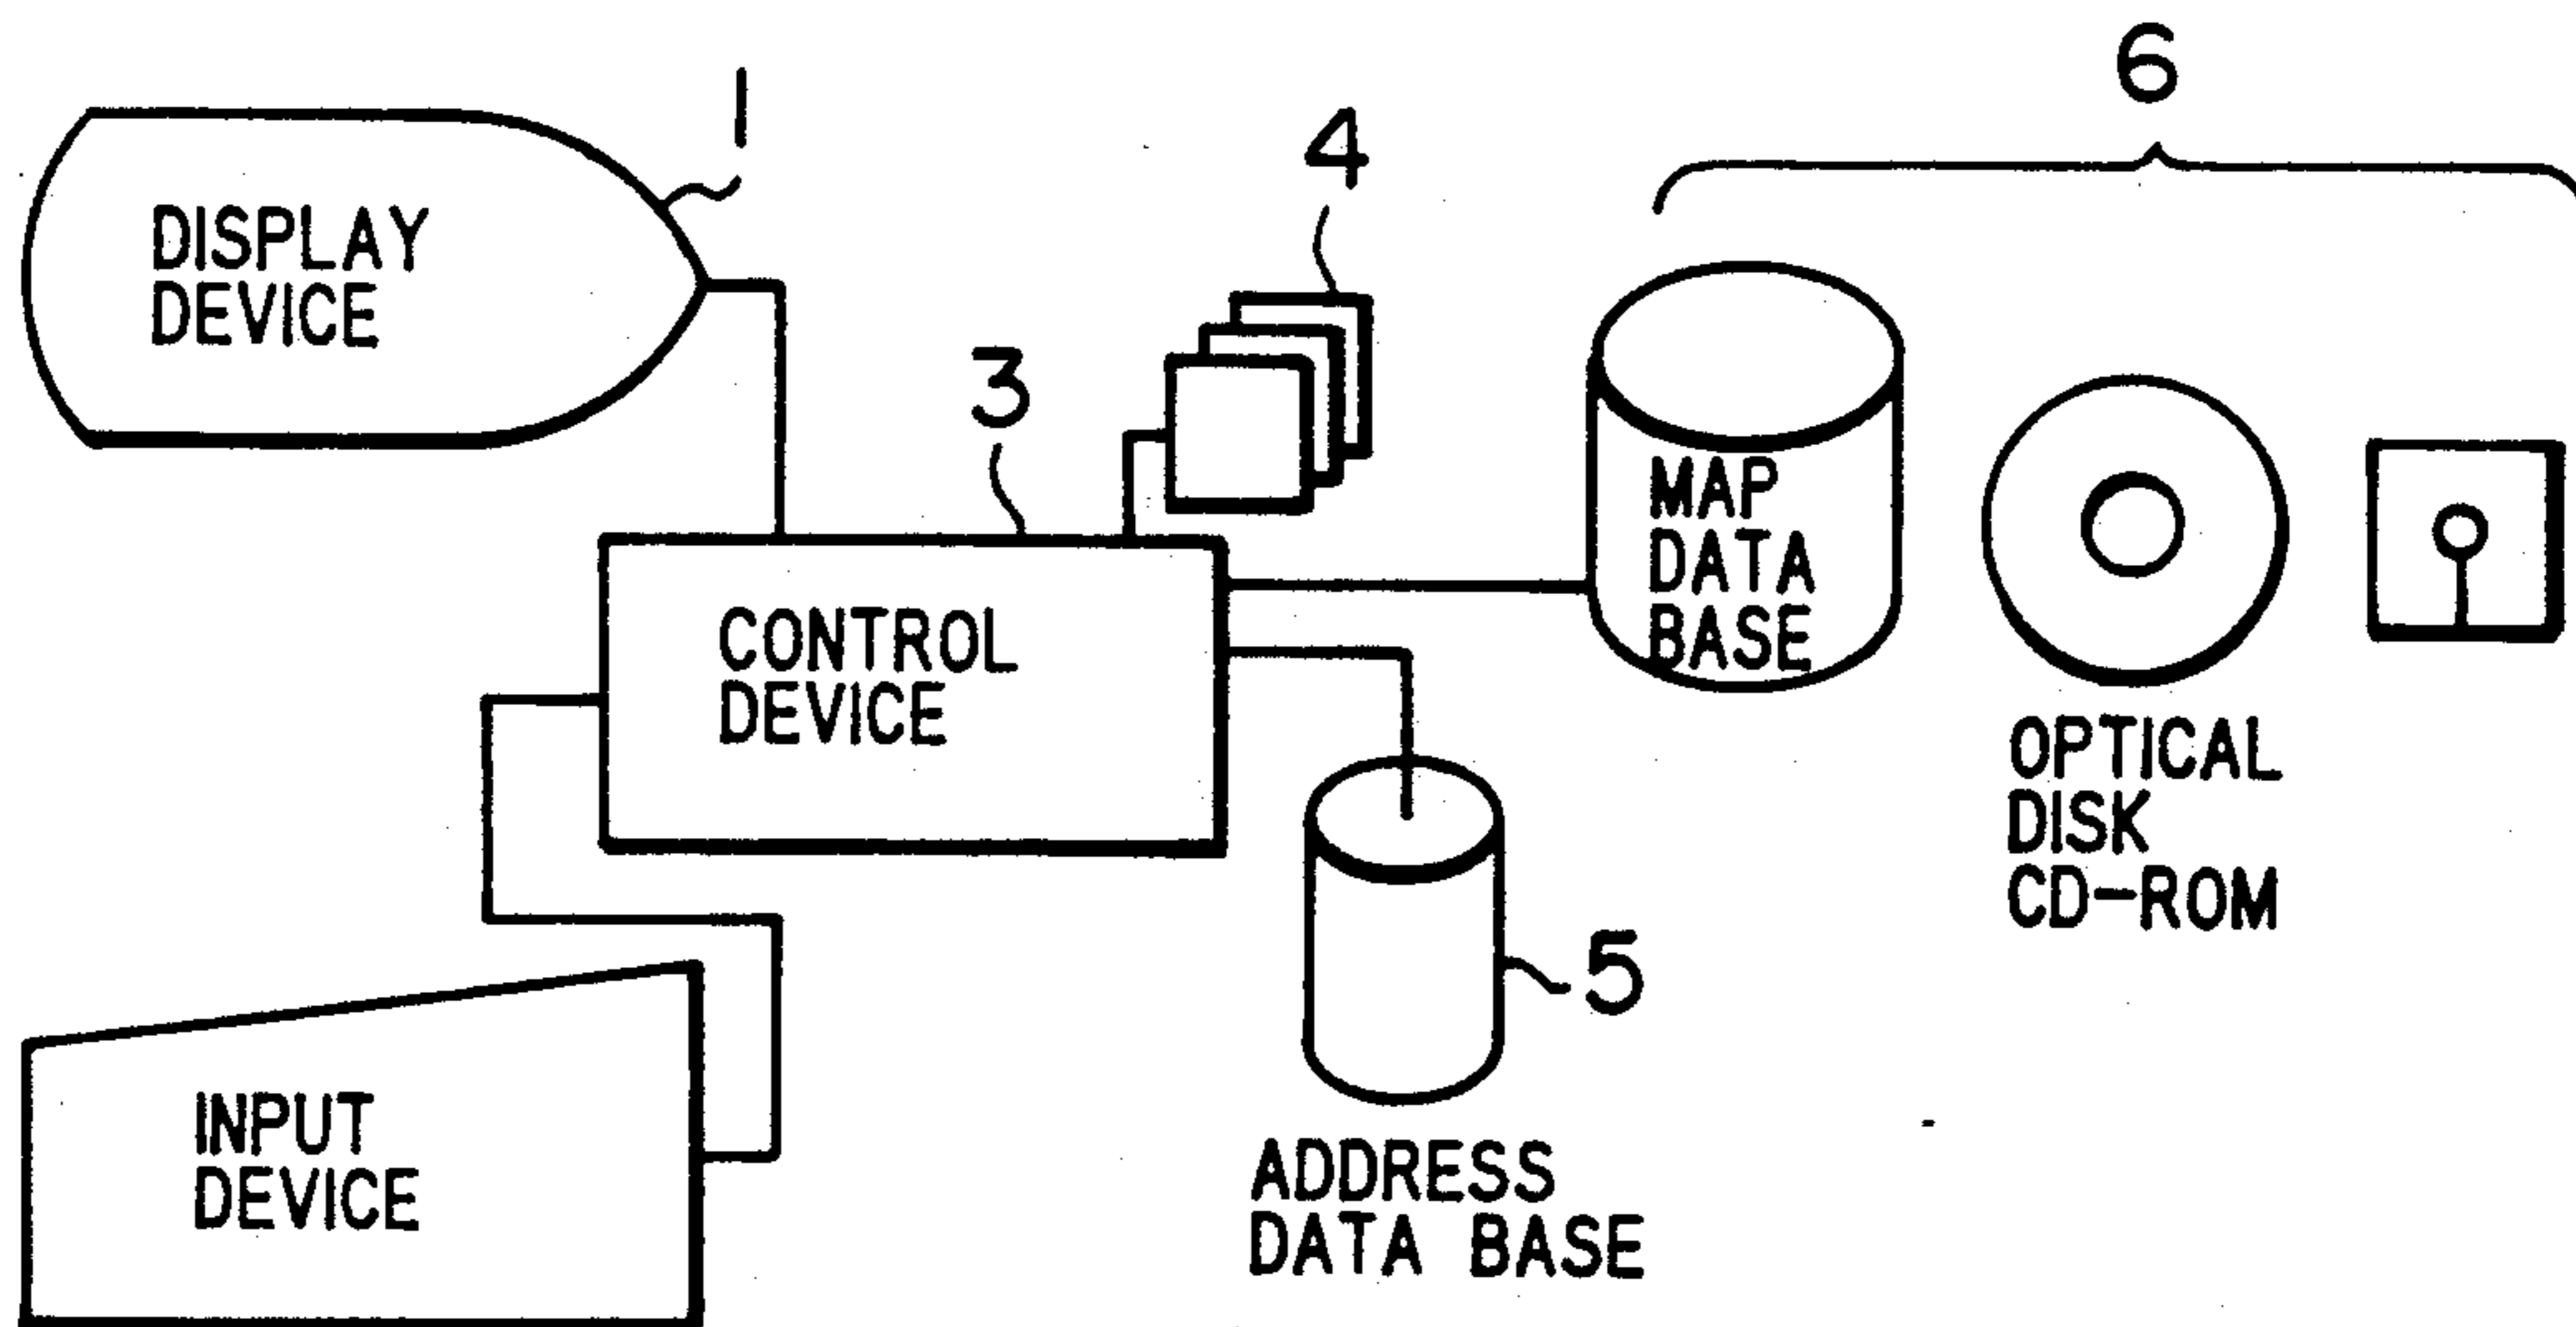 1
6
4
DISPLAY
DEVICE
3
MAP
DATA
BASE
CONTROL
DEVICE
OPTICAL
DISK
CD-ROM
5
INPUT
DEVICE
ADDRESS
DATA BASE